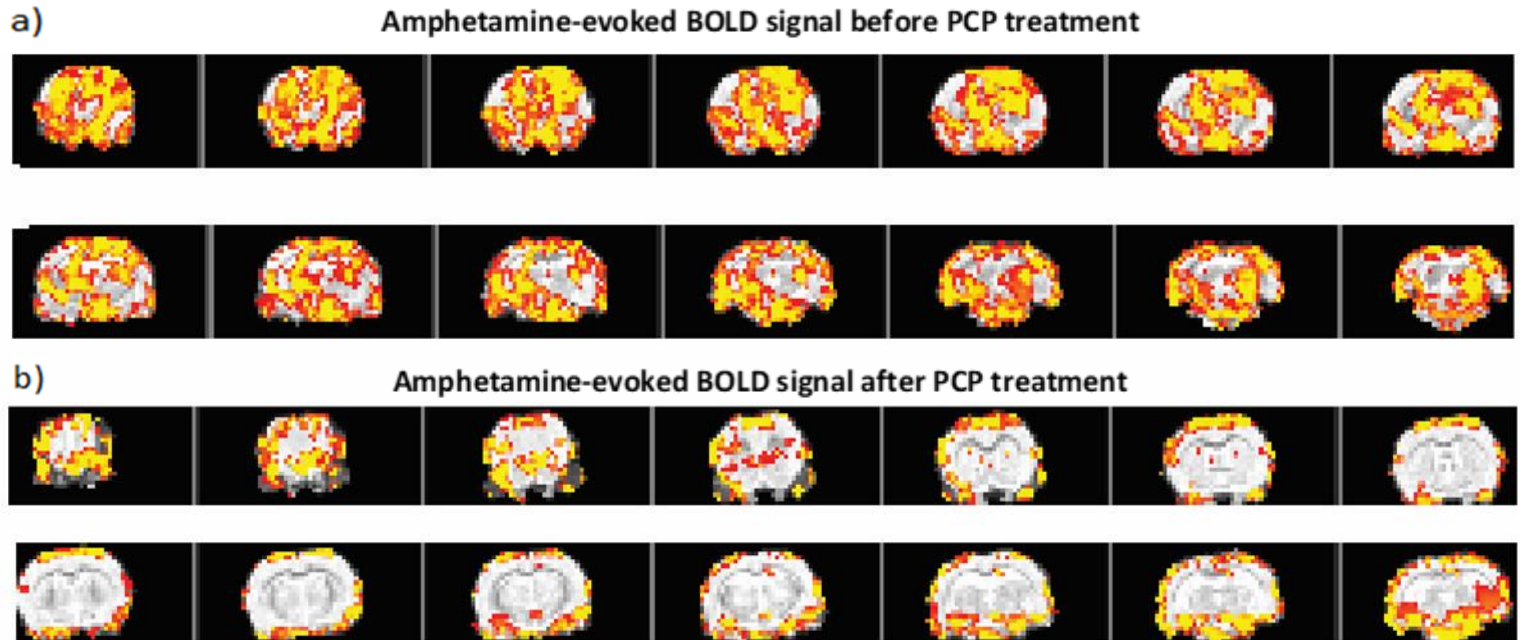 a)
Amphetamine-evoked BOLD signal before PCP treatment
b)
Amphetamine-evoked BOLD signal after PCP treatment